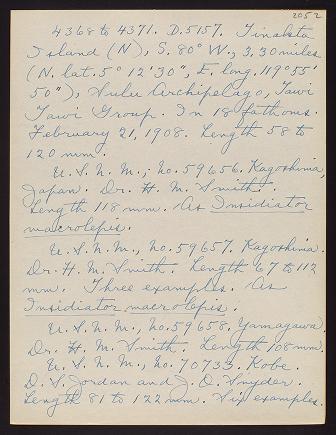 2052
4368 to 4371. D. 5157. Tinakta
Island (N), S. 80° W., 3.30 miles
(N. lat. 5° 12' 30", E. long. 119° 55'
50"), Sulu Archipelago, Tawi
Tawi Group. In 18 fathoms.
February 21, 1908. Length 58 to
120 mm.
U. S. N. M., no. 59656. Kagoshima,
Japan. Dr. H. M. Smith.
Length 118 mm. As Insidiator
macrolepis.
U. S. N. M., no. 59657. Kagoshima.
Dr. H. M. Smith. Length 67 to 112
mm. Three examples. As
Insidiator macrolepis.
U. S. N. M., no. 59658. Yamagawa.
Dr. H. M. Smith. Length 108 mm.
U. S. N. M., no. 70733. Kobe.
D. S. Jordan and J. O. Snyder.
Length 81 to 122 mm. Six examples.